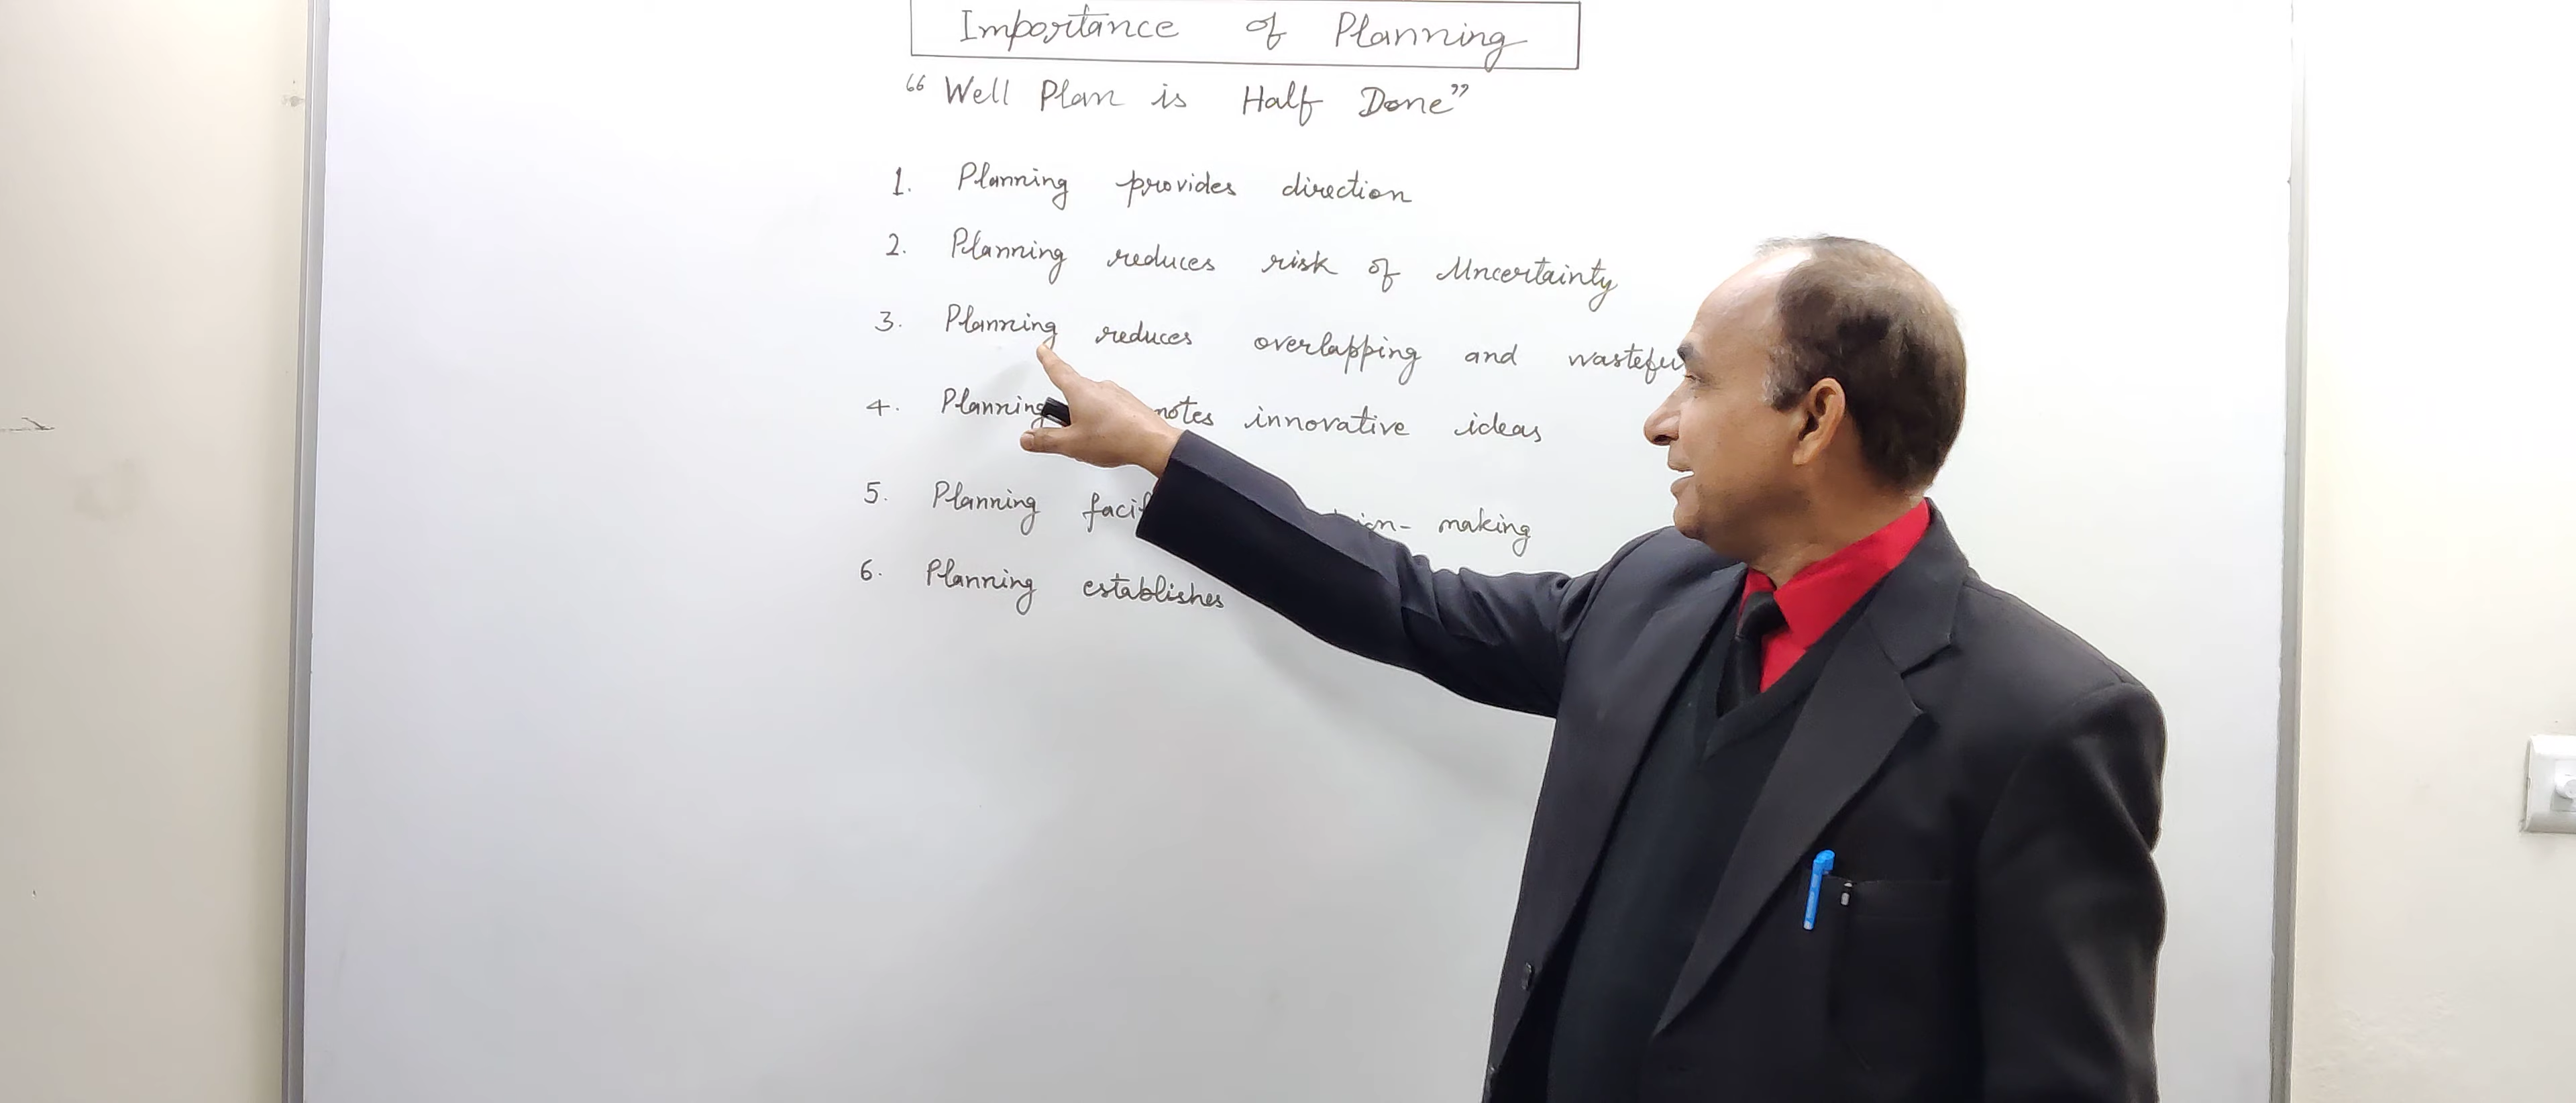 Importance of Planning
“Well Plan is Half Done”
1. Planning provides direction
2. Planning reduces risk of Uncertainty
3. Planning reduces overlapping and
4. Planning innovative ideas
5. Planning making
6. Planning establishes